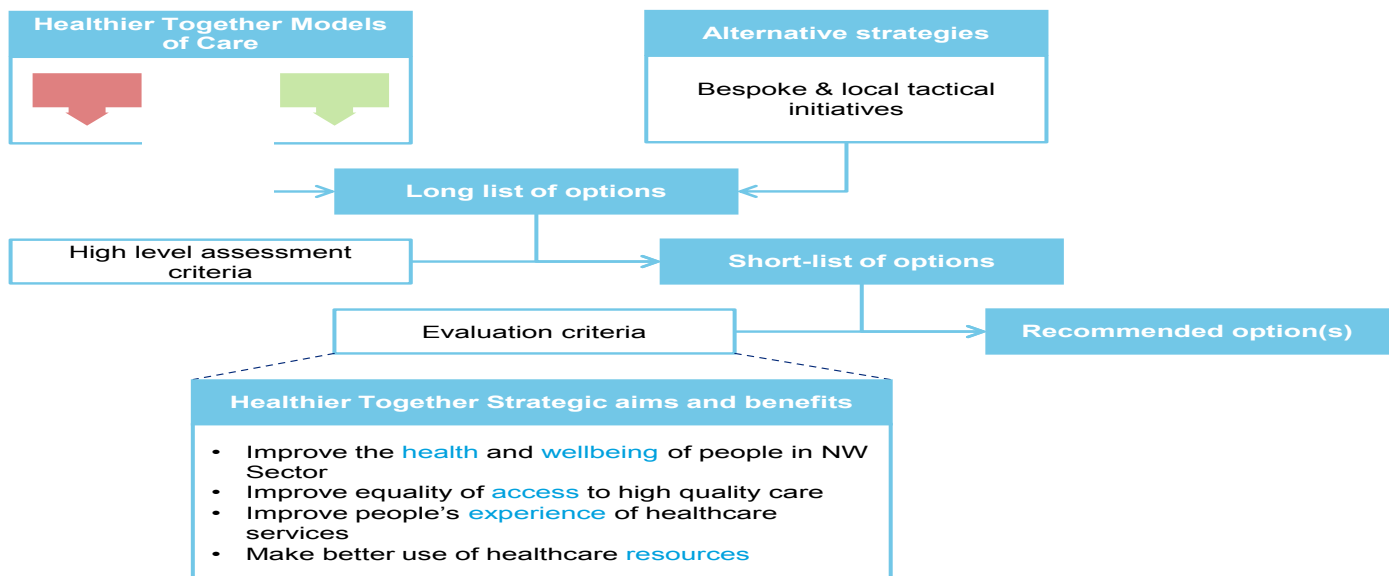 Healthier Together Models
of Care
Alternative strategies
Bespoke & local tactical
initiatives
Long list of options
High level assessment
criteria
Short-list of options
Evaluation criteria
Recommended option(s)
Healthier Together Strategic aims and benefits
• Improve the health and wellbeing of people in NW
Sector
• Improve equality of access to high quality care
• Improve people’s experience of healthcare
services
• Make better use of healthcare resources